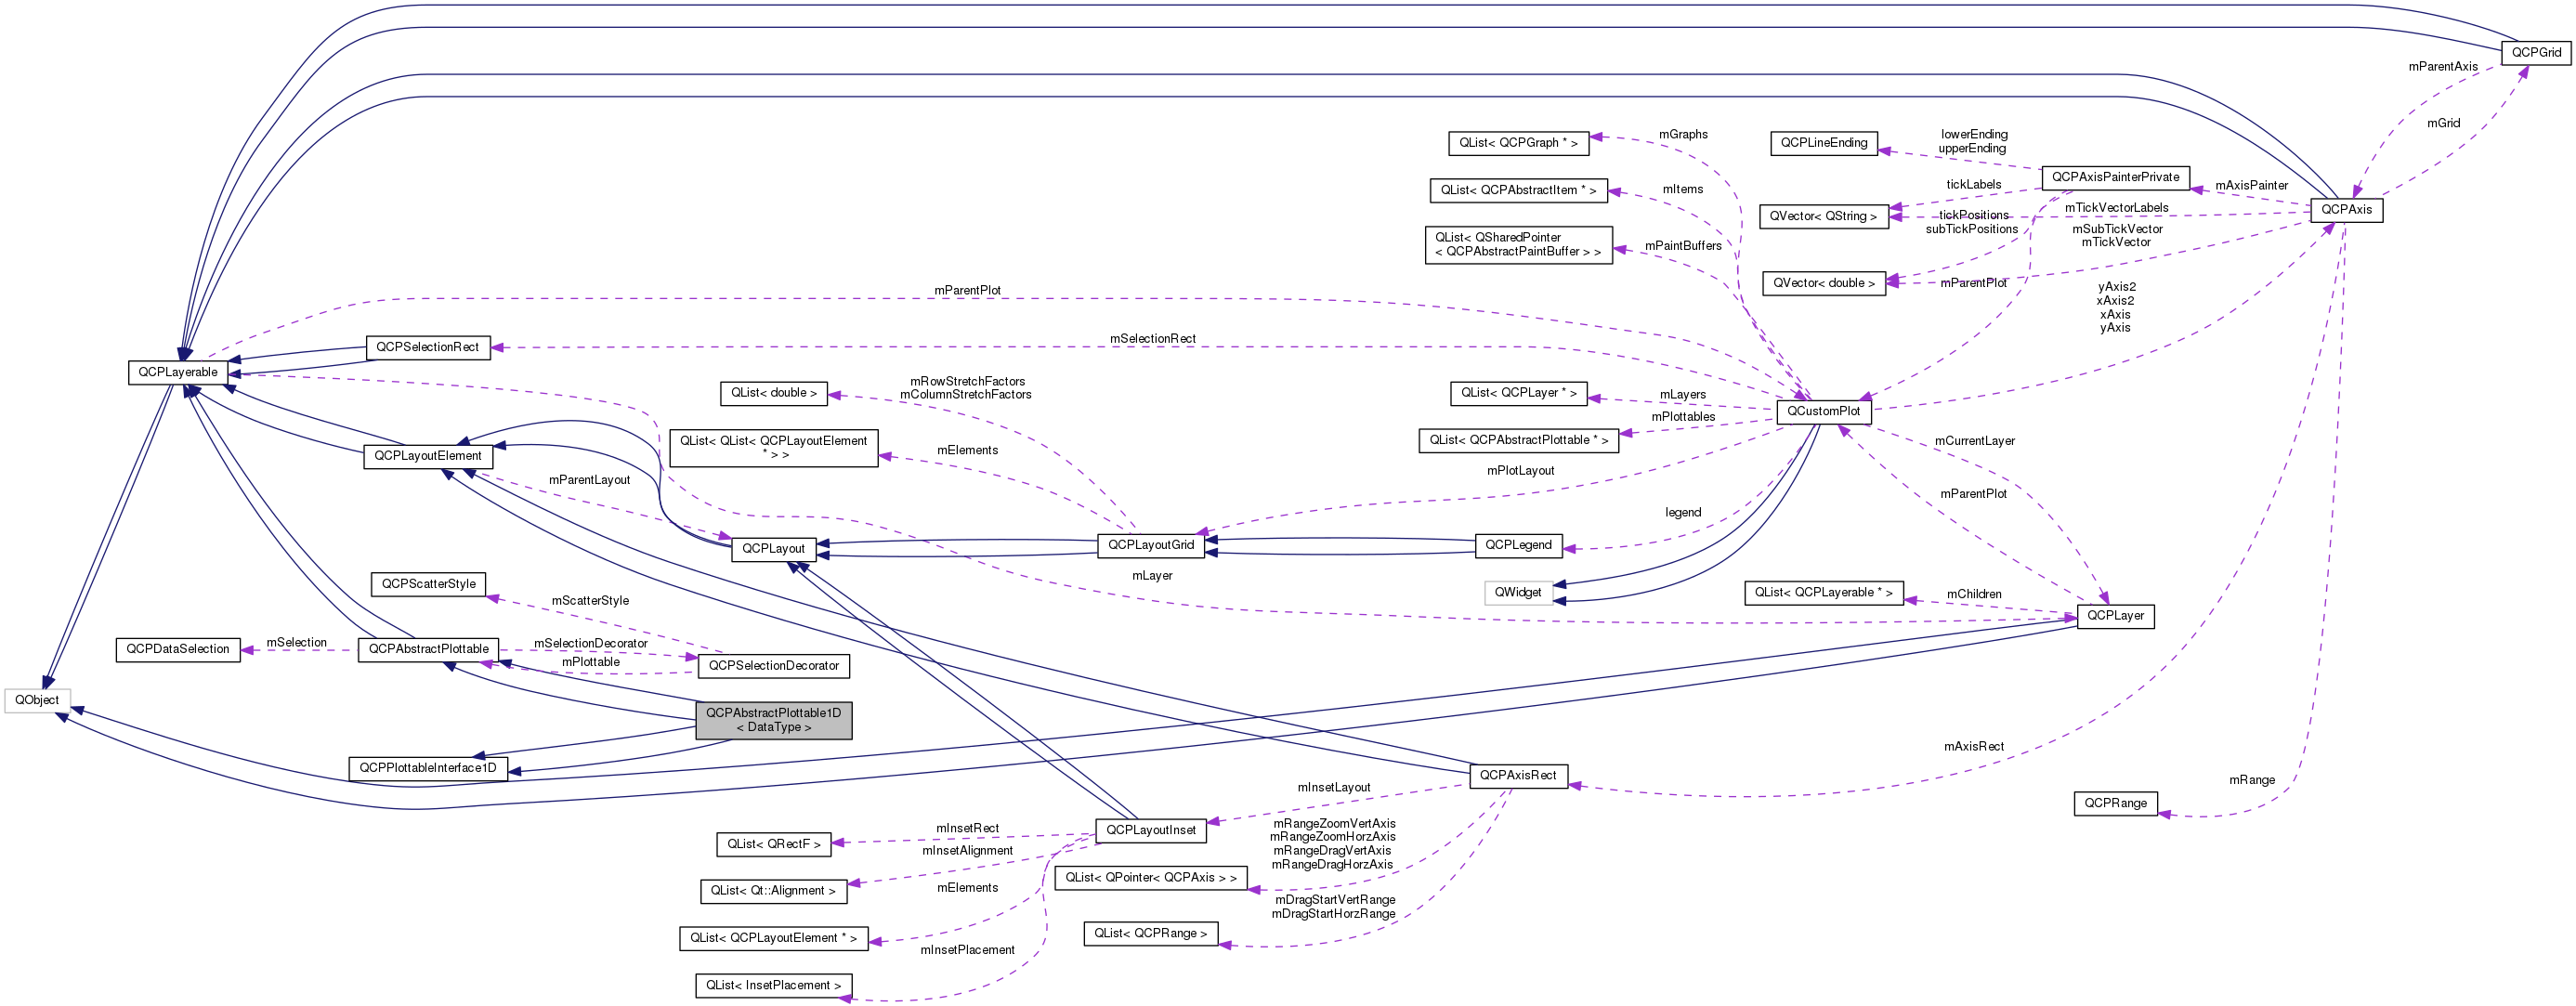 QCPGrid
mParentAxis
mGrid
mGraphs
QList< QCPGraph * >
QCPLineEnding
lowerEnding
upperEnding
QCPAxisPainterPrivate
mAxisPainter
QCPAxis
mItems
QList< QCPAbstractItem * >
tickLabels
QVector< QString >
mTickVectorLabels
tickPositions
subTickPositions
mSubTickVector
mTickVector
QList< QSharedPointer
< QCPAbstractPaintBuffer > >
mPaintBuffers
QVector< double >
mParentPlot
mParentPlot
yAxis2
xAxis2
xAxis
yAxis
QCPSelectionRect
mSelectionRect
QCPLayerable
QList< double >
mRowStretchFactors
mColumnStretchFactors
QList< QCPLayer * >
mLayers
QCustomPlot
mPlottables
QList< QCPAbstractPlottable * >
mCurrentLayer
QCPLayoutElement
QList< QList< QCPLayoutElement
* > >
mElements
mParentLayout
mPlotLayout
mParentPlot
legend
QCPLayout
QCPLayoutGrid
QCPLegend
mLayer
QCPScatterStyle
mScatterStyle
QWidget
QList< QCPLayerable * >
mChildren
QCPLayer
QCPDataSelection
mSelection
QCPAbstractPlottable
mSelectionDecorator
mPlottable
QCPSelectionDecorator
QObject
QCPAbstractPlottable1D
< DataType >
QCPPlottableInterface1D
mAxisRect
QCPAxisRect
mRange
QCPRange
mInsetLayout
QCPLayoutInset
mInsetRect
QList< QRectF >
mInsetAlignment
QList< Qt::Alignment >
mRangeZoomVertAxis
mRangeZoomHorzAxis
mRangeDragVertAxis
mRangeDragHorzAxis
QList< QPointer< QCPAxis > >
mElements
QList< QCPLayoutElement * >
mDragStartVertRange
mDragStartHorzRange
QList< QCPRange >
mInsetPlacement
QList< InsetPlacement >